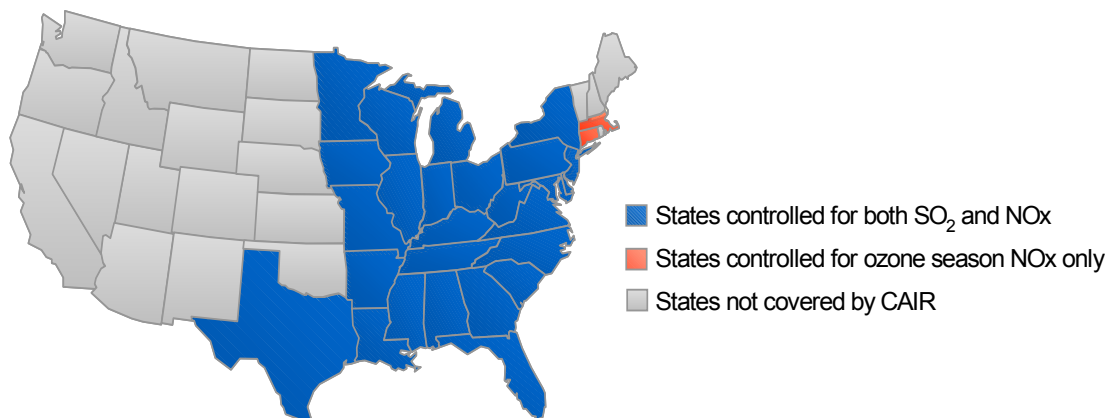 States controlled for both SO₂ and NOx
States controlled for ozone season NOx only
States not covered by CAIR